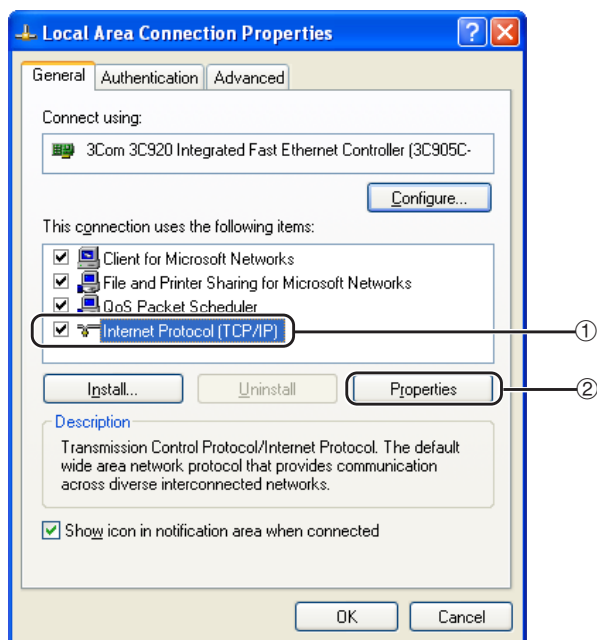 Local Area Connection Properties
General Authentication Advanced
Connect using:
3Com 3C920 Integrated Fast Ethernet Controller (3C905C-
Configure...
This connection uses the following items:
Client for Microsoft Networks
File and Printer Sharing for Microsoft Networks
QoS Packet Scheduler
Internet Protocol (TCP/IP)
①
Install... Uninstall Properties
②
Description
Transmission Control Protocol/Internet Protocol. The default
wide area network protocol that provides communication
across diverse interconnected networks.
Show icon in notification area when connected
OK Cancel